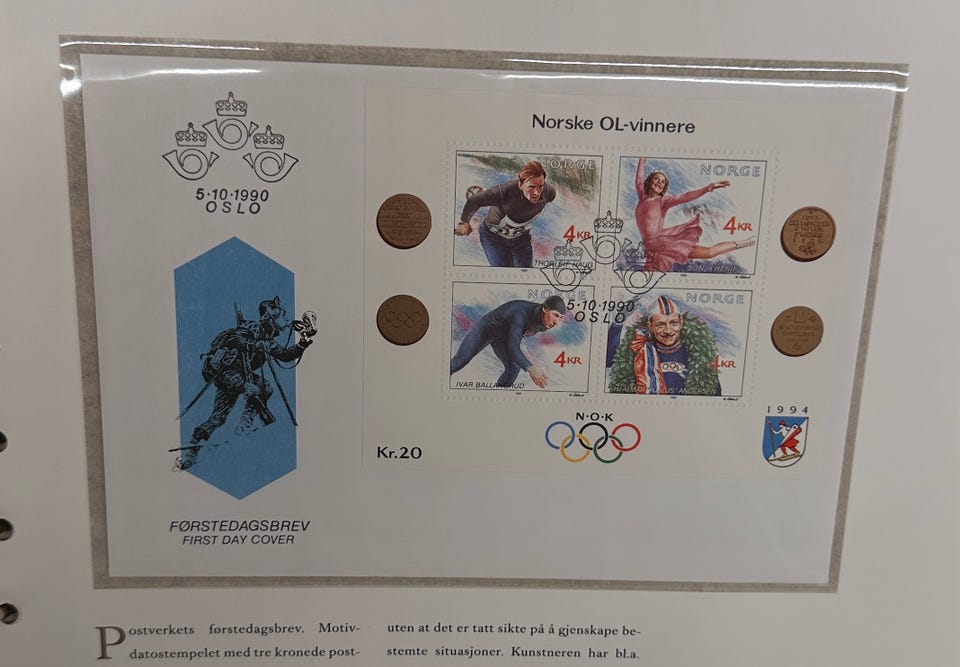 5·10·1990
OSLO
FØRSTEDAGSBREV
FIRST DAY COVER
Norske OL-vinnere
NORGE
4KR
THORLEIF HAUG
NORGE
4KR
SONJA HENIE
5·10·1990
OSLO
NORGE
4KR
IVAR BALLANGRUD
NORGE
4KR
ANDERSEN
N·O·K
Kr.20
1994
Postverkets førstedagsbrev. Motiv-
datostempelet med tre kronede post-
uten at det er tatt sikte på å gjenskape be-
stemte situasjoner. Kunstneren har bl.a.